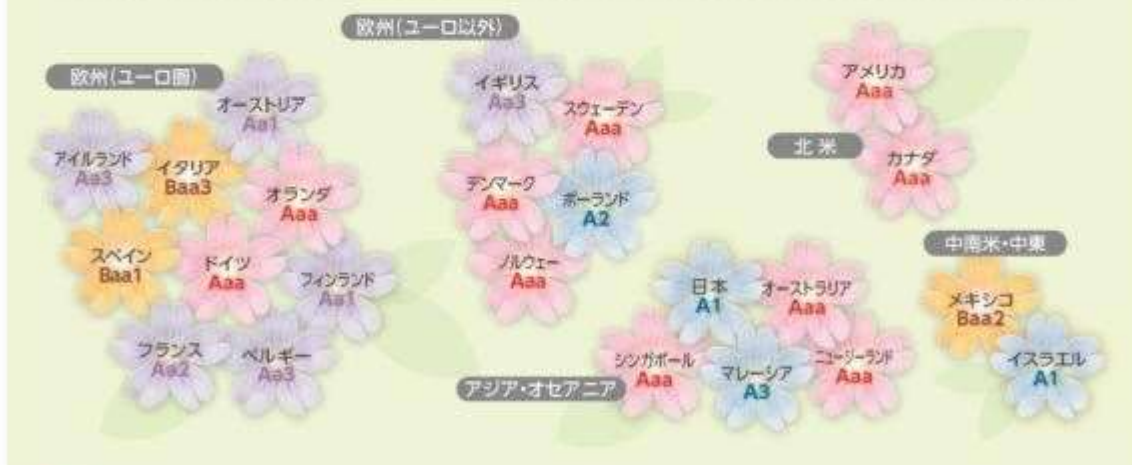 欧州(ユーロ圏)
オーストリア
Aa1
アイルランド
Aa3
イタリア
Baa3
オランダ
Aaa
スペイン
Baa1
ドイツ
Aaa
フィンランド
Aa1
フランス
Aa2
ベルギー
Aa3
欧州(ユーロ以外)
イギリス
Aa3
スウェーデン
Aaa
デンマーク
Aaa
ポーランド
A2
ノルウェー
Aaa
北米
アメリカ
Aaa
カナダ
Aaa
アジア・オセアニア
日本
A1
オーストラリア
Aaa
シンガポール
Aaa
マレーシア
A3
ニュージーランド
Aaa
中南米・中東
メキシコ
Baa2
イスラエル
A1